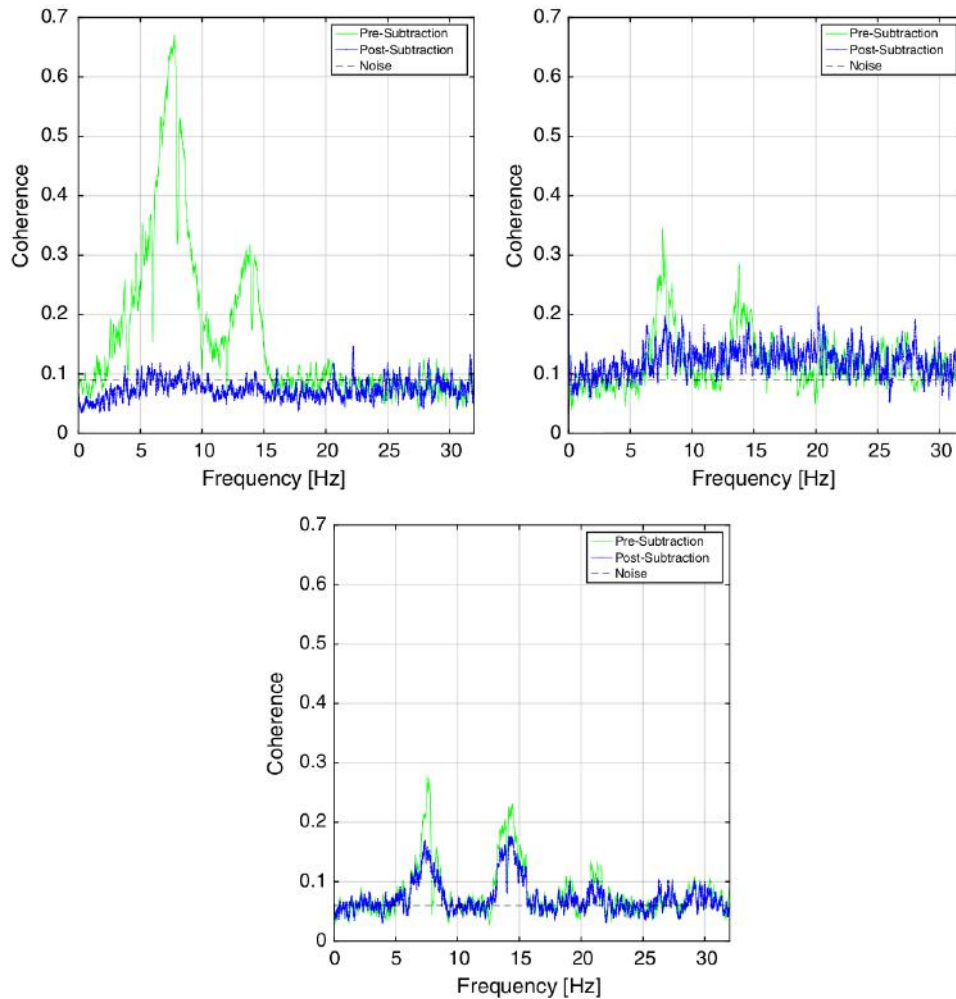 0.7
0.6
0.5
0.4
0.3
0.2
0.1
0
Coherence
Pre-Subtraction
Post-Subtraction
Noise
0 5 10 15 20 25 30
Frequency [Hz]
0.7
0.6
0.5
0.4
0.3
0.2
0.1
0
Coherence
Pre-Subtraction
Post-Subtraction
Noise
0 5 10 15 20 25 30
Frequency [Hz]
0.7
0.6
0.5
0.4
0.3
0.2
0.1
0
Coherence
Pre-Subtraction
Post-Subtraction
Noise
0 5 10 15 20 25 30
Frequency [Hz]